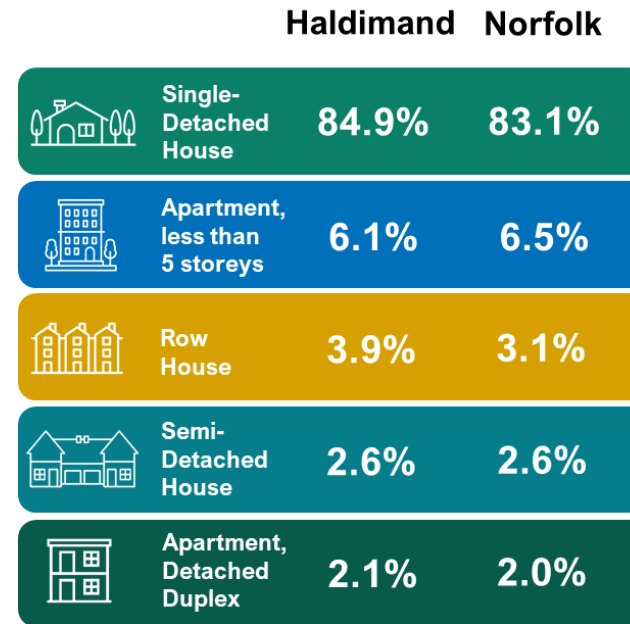 Haldimand Norfolk
Single-
Detached
House
84.9% 83.1%
Apartment,
less than
5 storeys
6.1% 6.5%
Row
House
3.9% 3.1%
Semi-
Detached
House
2.6% 2.6%
Apartment,
Detached
Duplex
2.1% 2.0%